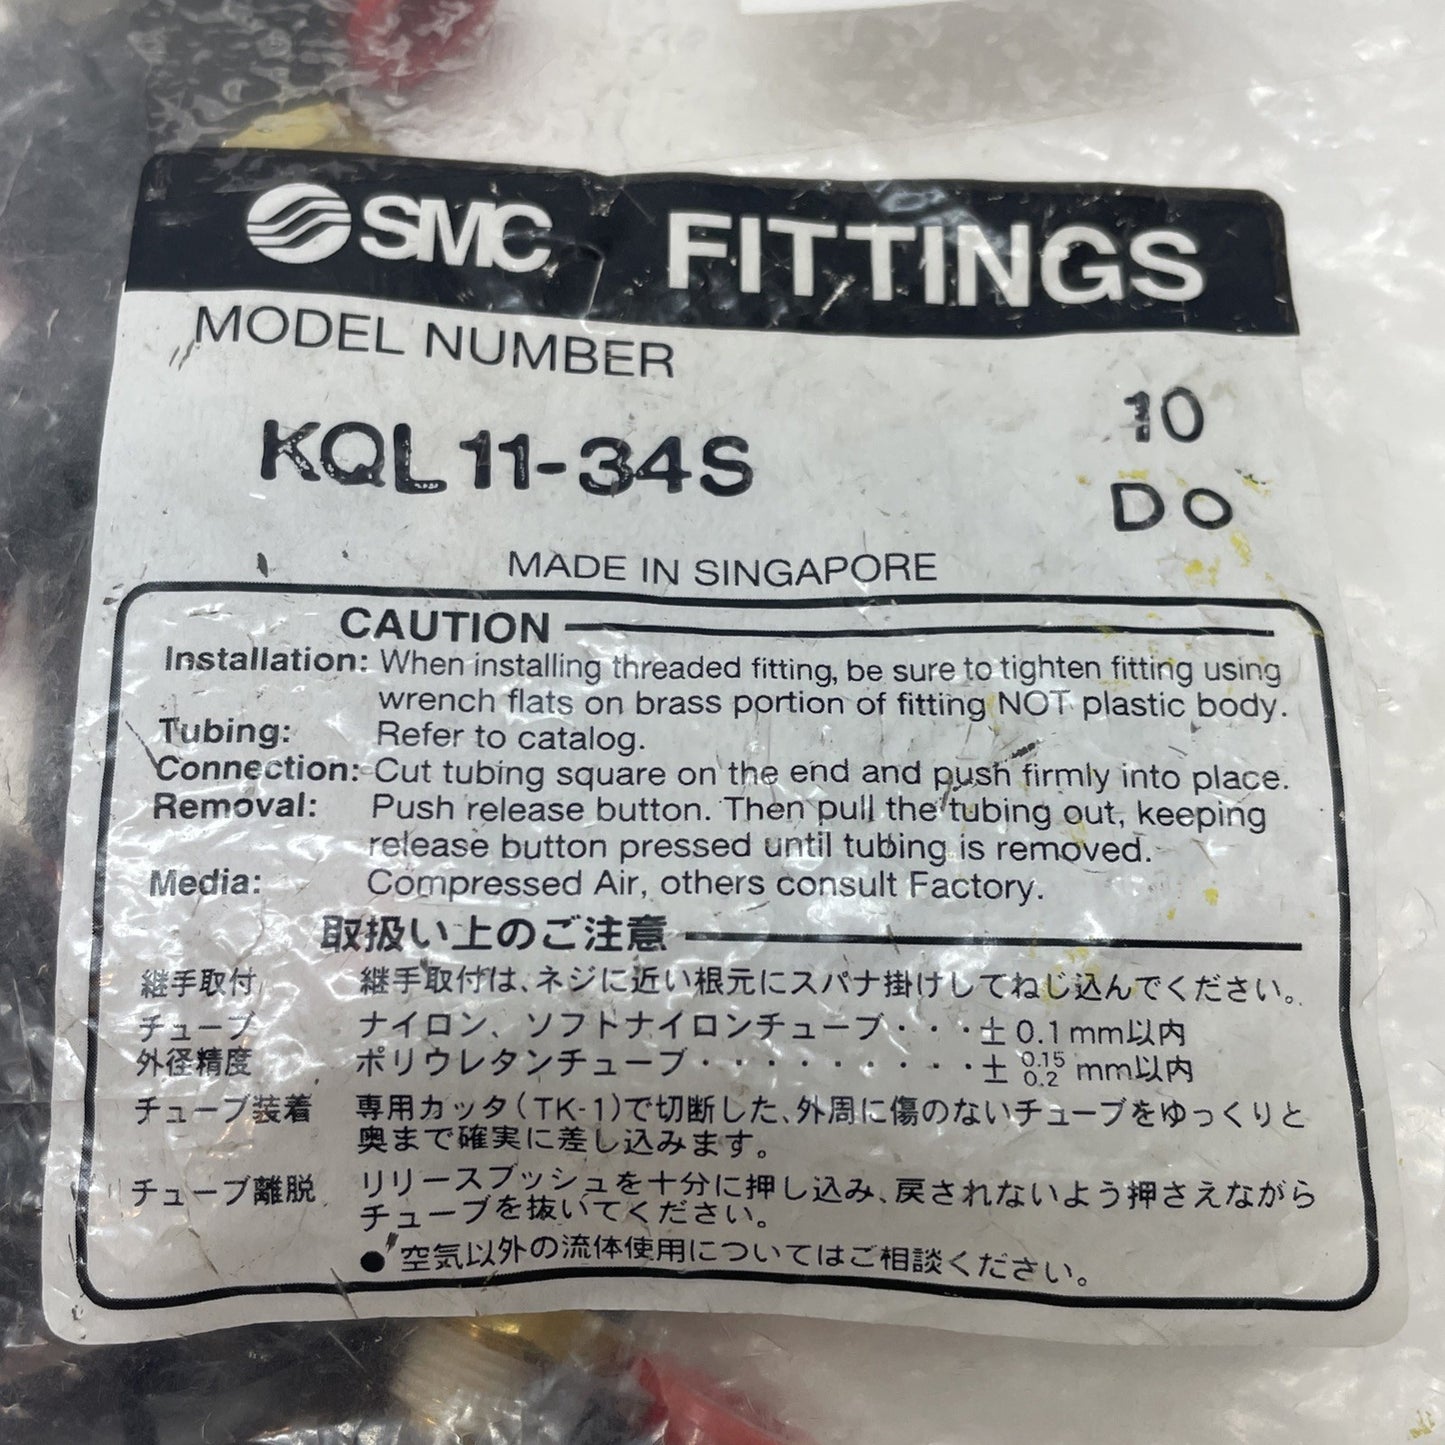 SMC FITTINGS
MODEL NUMBER
KQL11-34S 10
DO
MADE IN SINGAPORE
CAUTION
Installation: When installing threaded fitting, be sure to tighten fitting using
wrench flats on brass portion of fitting NOT plastic body.
Tubing: Refer to catalog.
Connection: Cut tubing square on the end and push firmly into place.
Removal: Push release button. Then pull the tubing out, keeping
release button pressed until tubing is removed.
Media: Compressed Air, others consult Factory.
取扱い上のご注意
継手取付 継手取付は、ネジに近い根元にスパナ掛けしてねじ込んでください。
チューブ ナイロン、ソフトナイロンチューブ・・・± 0.1mm以内
外径精度 ポリウレタンチューブ・・・・・・・・・± 0.15 0.2 mm以内
チューブ装着 専用カッタ(TK-1)で切断した、外周に傷のないチューブをゆっくりと
奥まで確実に差し込みます。
チューブ離脱 リリースプッシュを十分に押し込み、戻されないよう押さえながら
チューブを抜いてください。
●空気以外の流体使用についてはご相談ください。